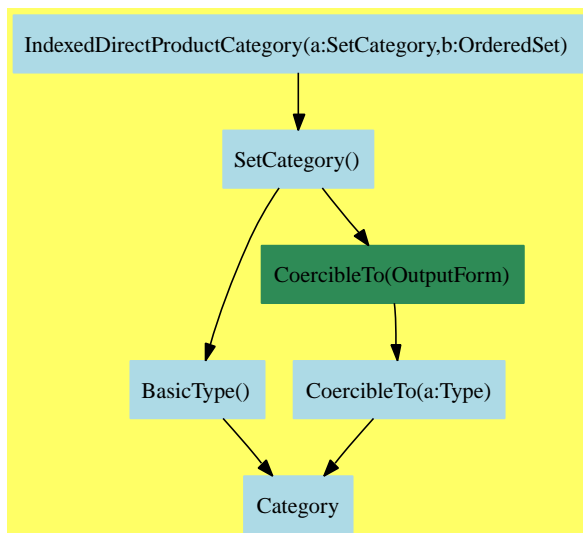 IndexedDirectProductCategory(a:SetCategory,b:OrderedSet)
SetCategory()
CoercibleTo(OutputForm)
BasicType()
CoercibleTo(a:Type)
Category